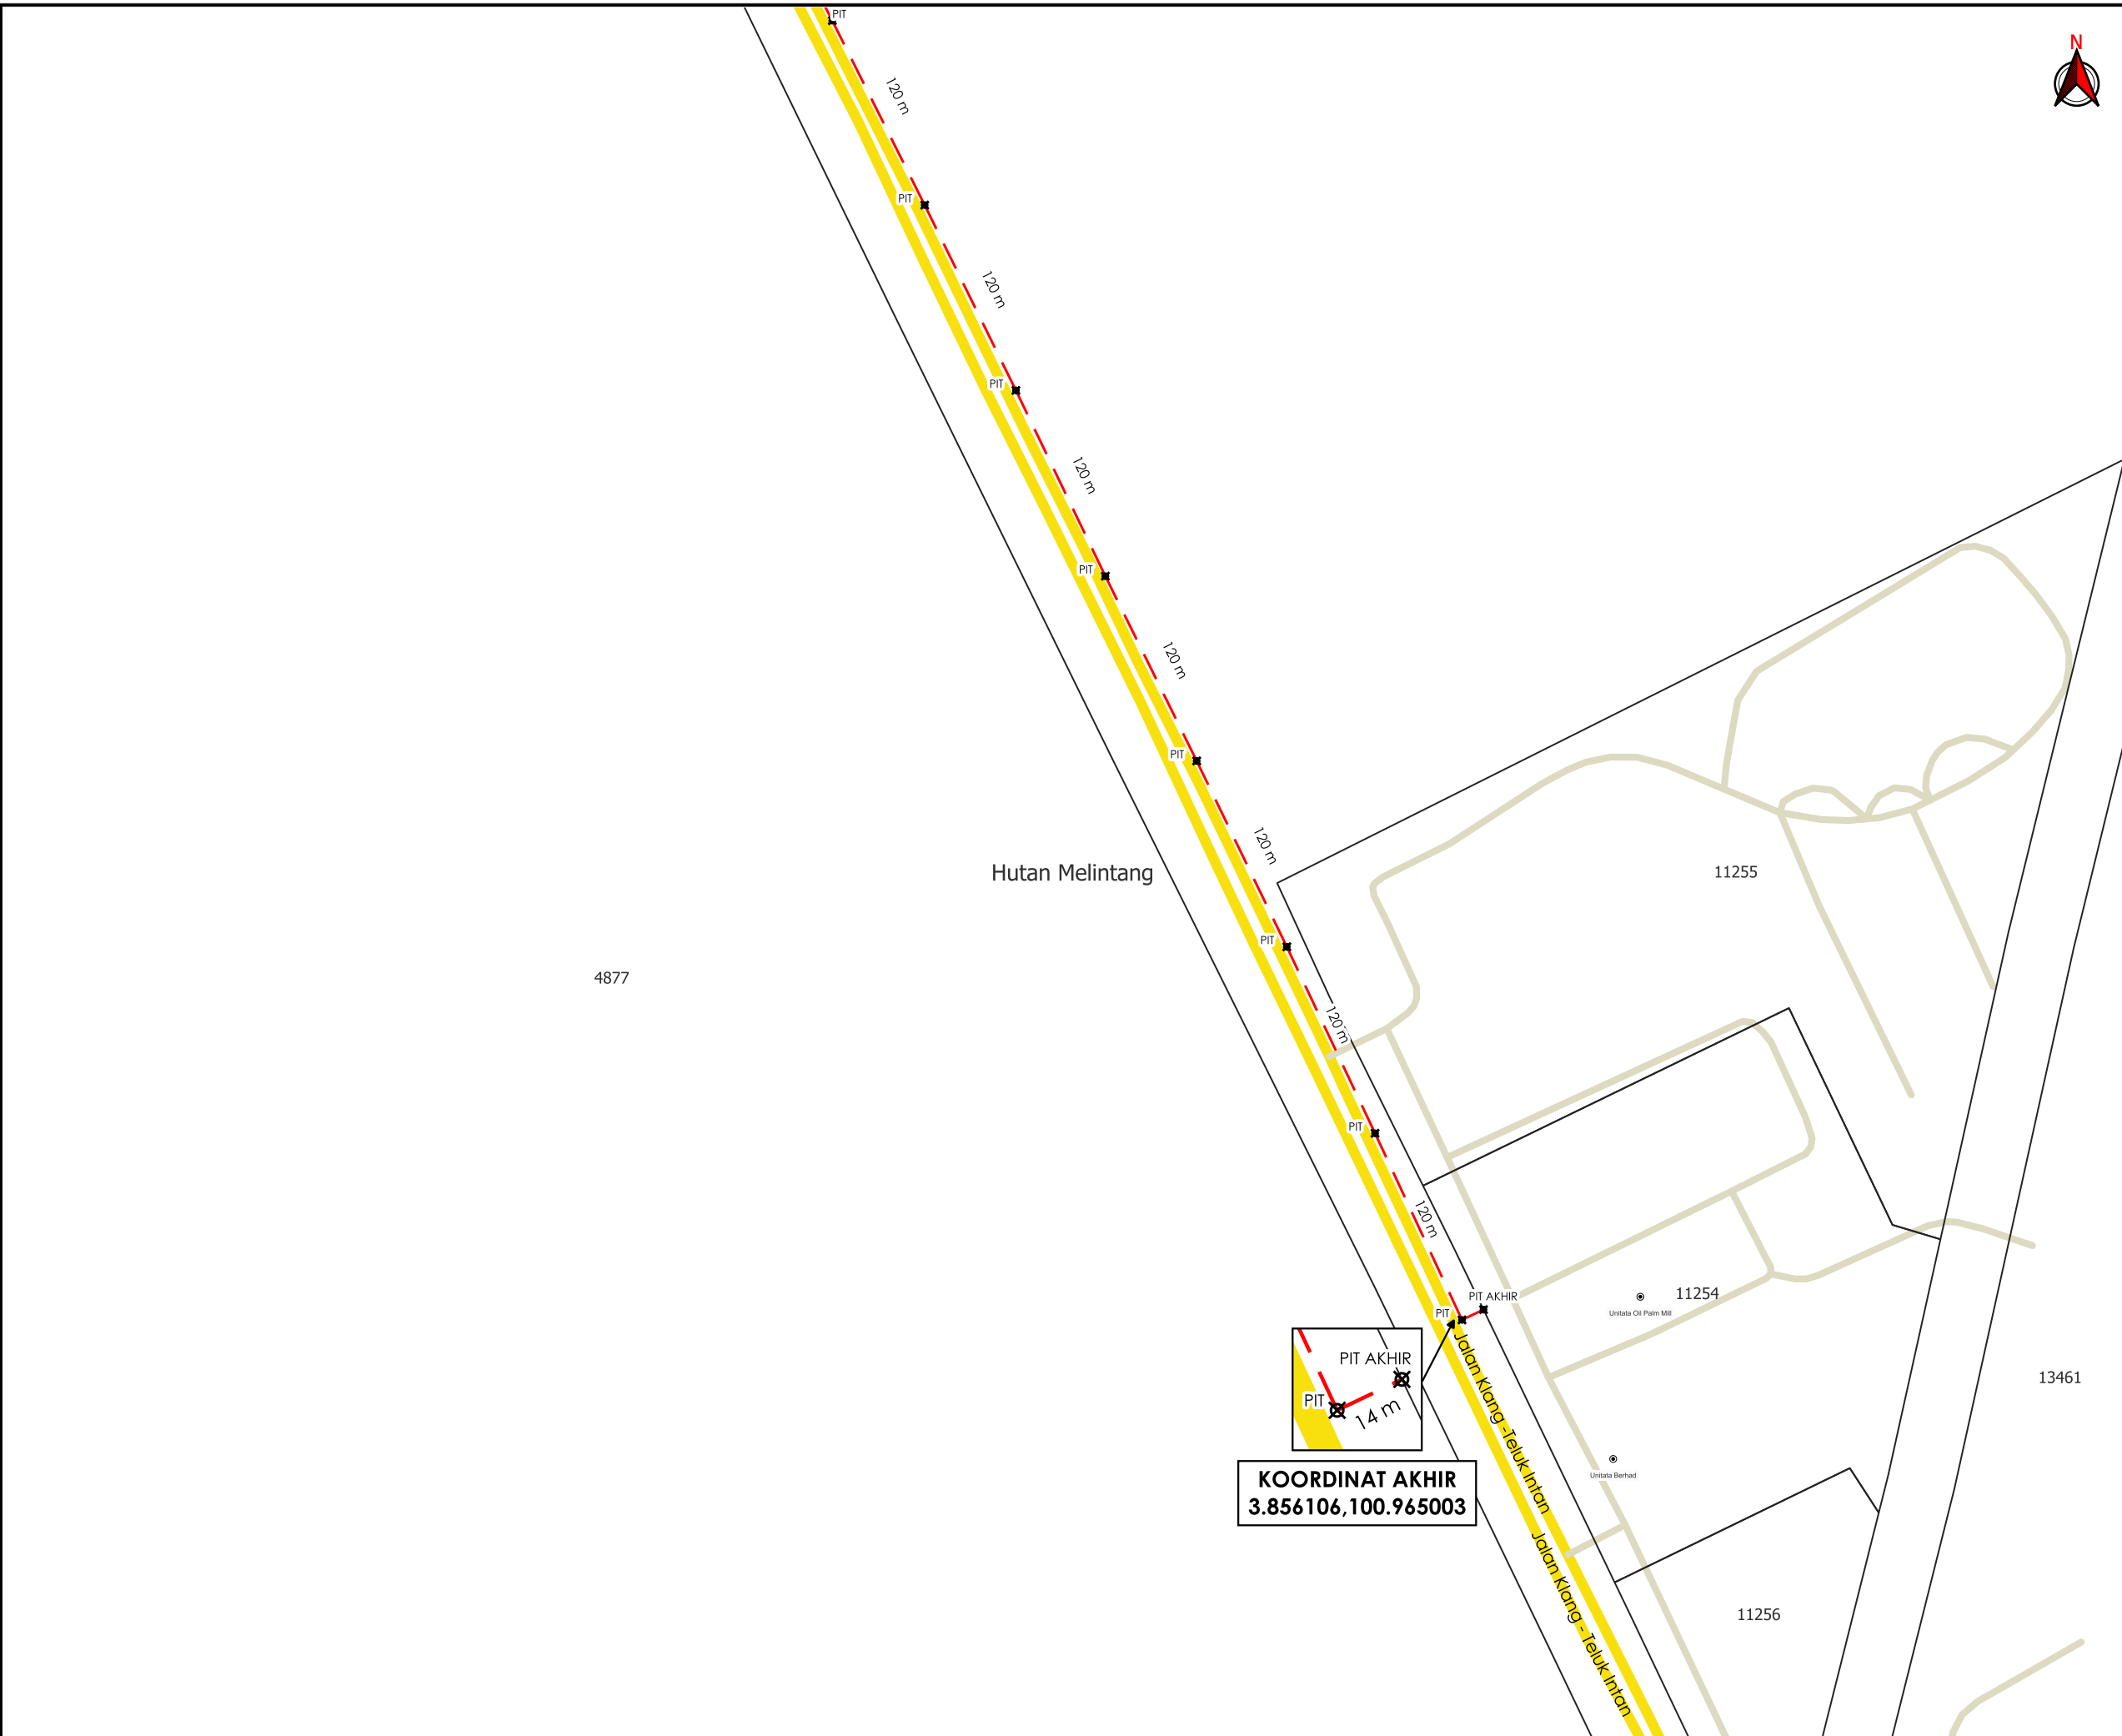 PIT
N
120 m
PIT
120 m
PIT
120 m
PIT
120 m
PIT
120 m
Hutan Melintang
11255
PIT
4877
120 m
PIT
120 m
PIT AKHIR
11254
PIT
Unitata Oil Palm Mill
PIT AKHIR
PIT
14 m
13461
Jalan Klang -Teluk Intan
Unitata Berhad
KOORDINAT AKHIR
3.856106,100.965003
Jalan Klang - Teluk Intan
11256